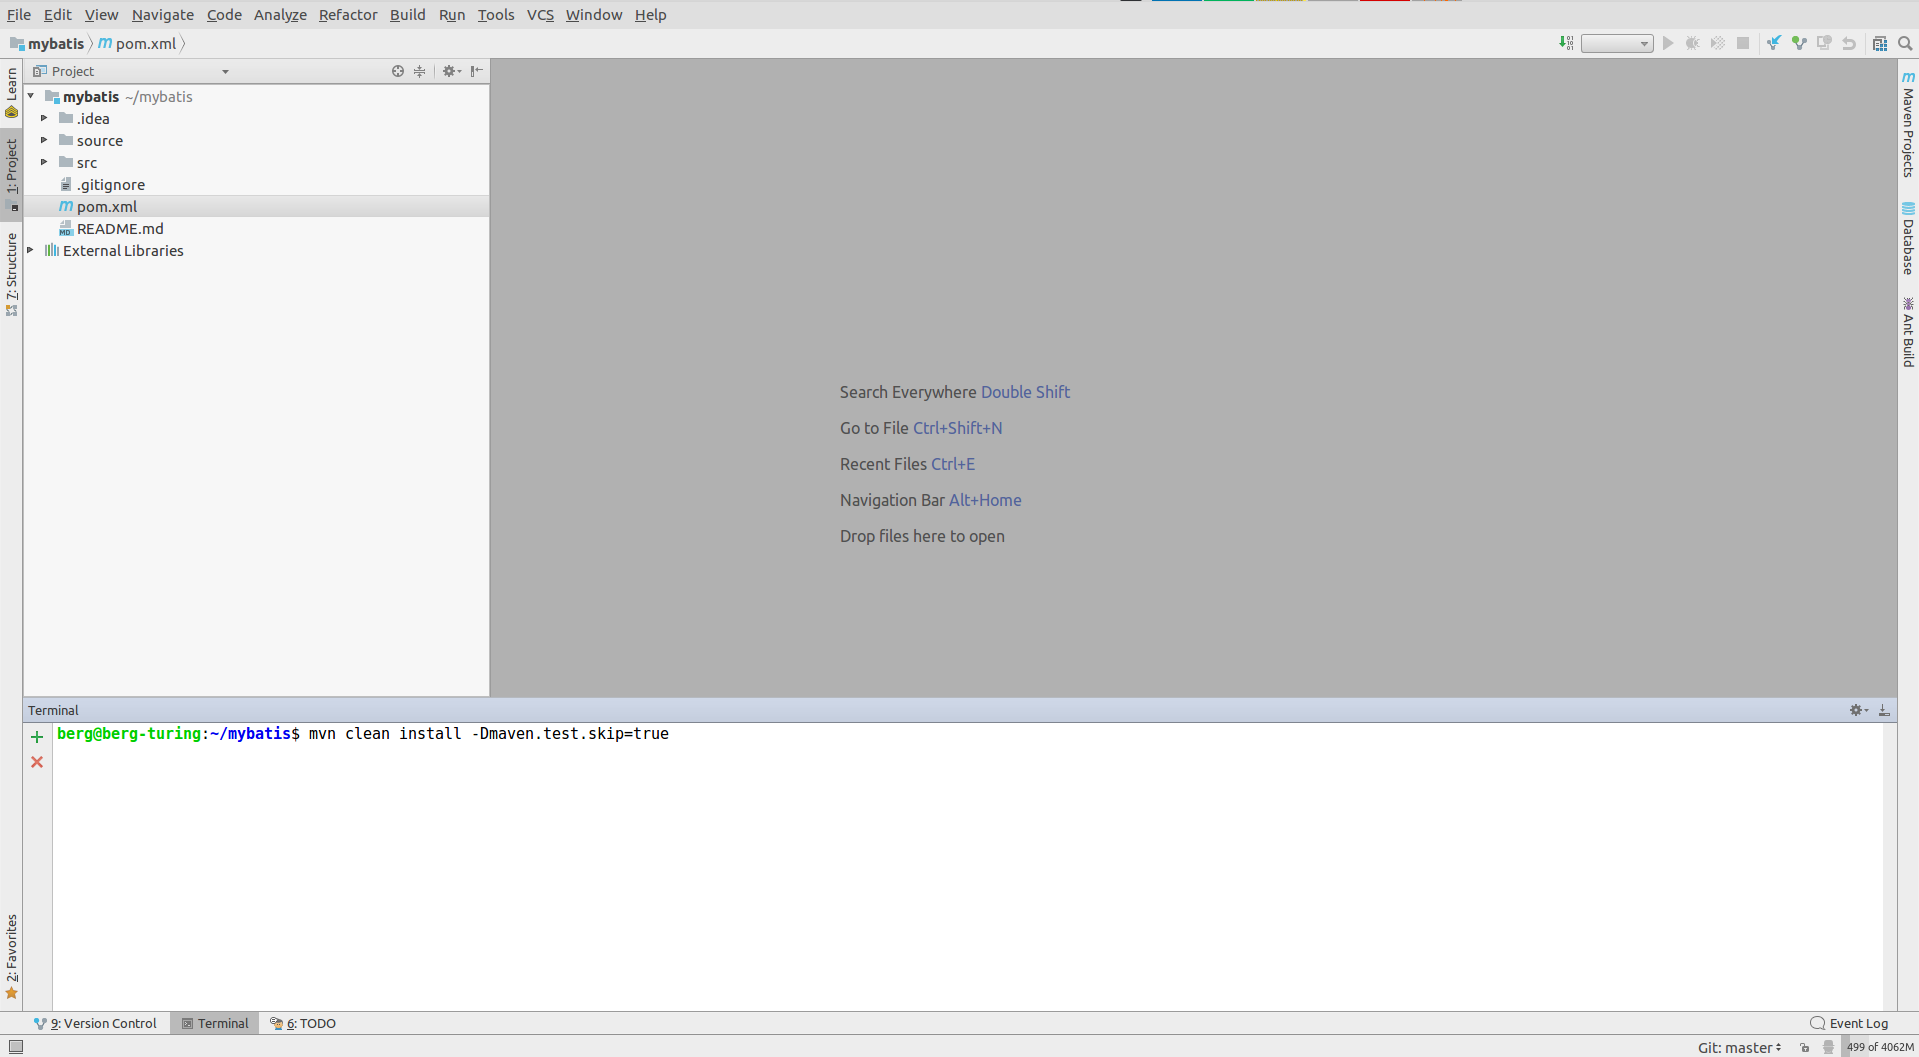 File Edit View Navigate Code Analyze Refactor Build Run Tools VCS Window Help
mybatis pom.xml
Project
mybatis ~/mybatis
.idea
source
src
.gitignore
pom.xml
README.md
External Libraries
Learn
1: Project
7: Structure
2: Favorites
Search Everywhere Double Shift
Go to File Ctrl+Shift+N
Recent Files Ctrl+E
Navigation Bar Alt+Home
Drop files here to open
Maven Projects
Database
Ant Build
Terminal
berg@berg-turing:~/mybatis$ mvn clean install -Dmaven.test.skip=true
9: Version Control Terminal 6: TODO Event Log
Git: master 499 of 4062M